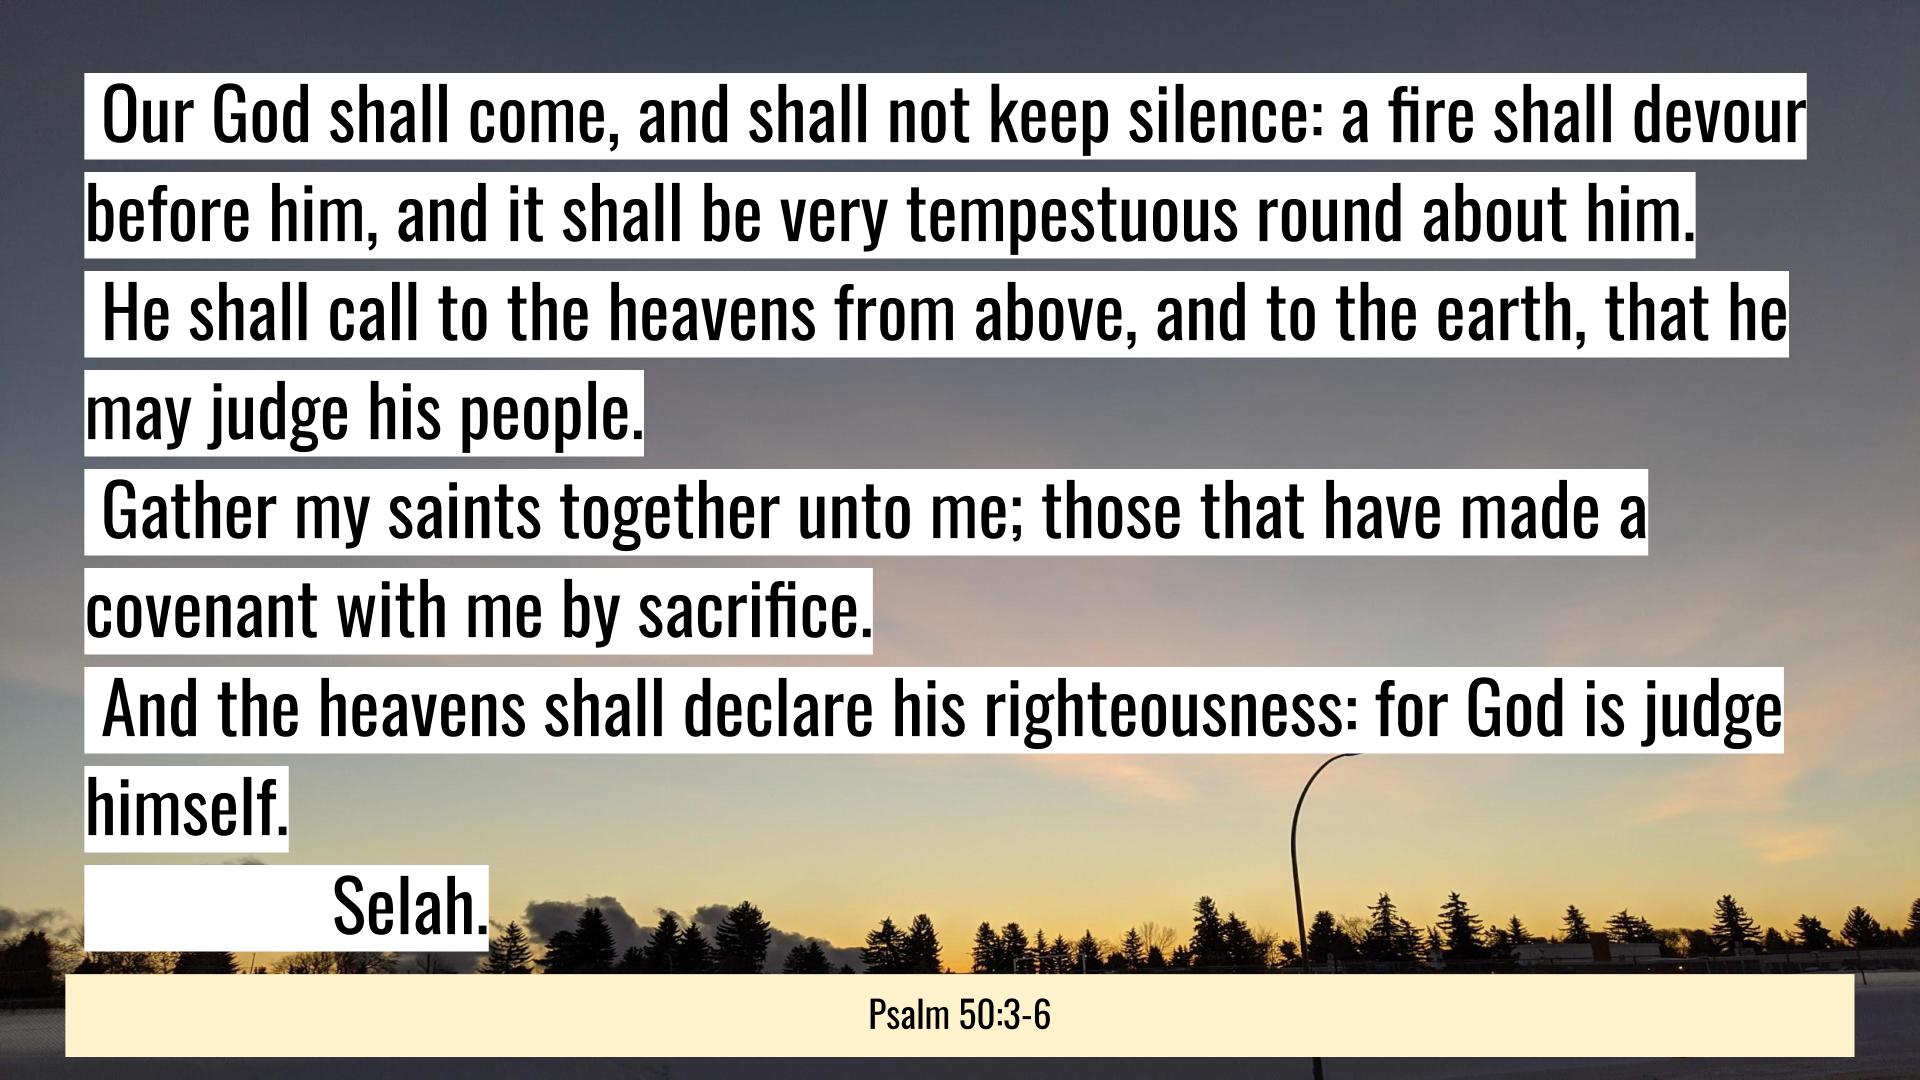 Our God shall come, and shall not keep silence: a fire shall devour
before him, and it shall be very tempestuous round about him.
He shall call to the heavens from above, and to the earth, that he
may judge his people.
Gather my saints together unto me; those that have made a
covenant with me by sacrifice.
And the heavens shall declare his righteousness: for God is judge
himself.
Selah.
Psalm 50:3-6